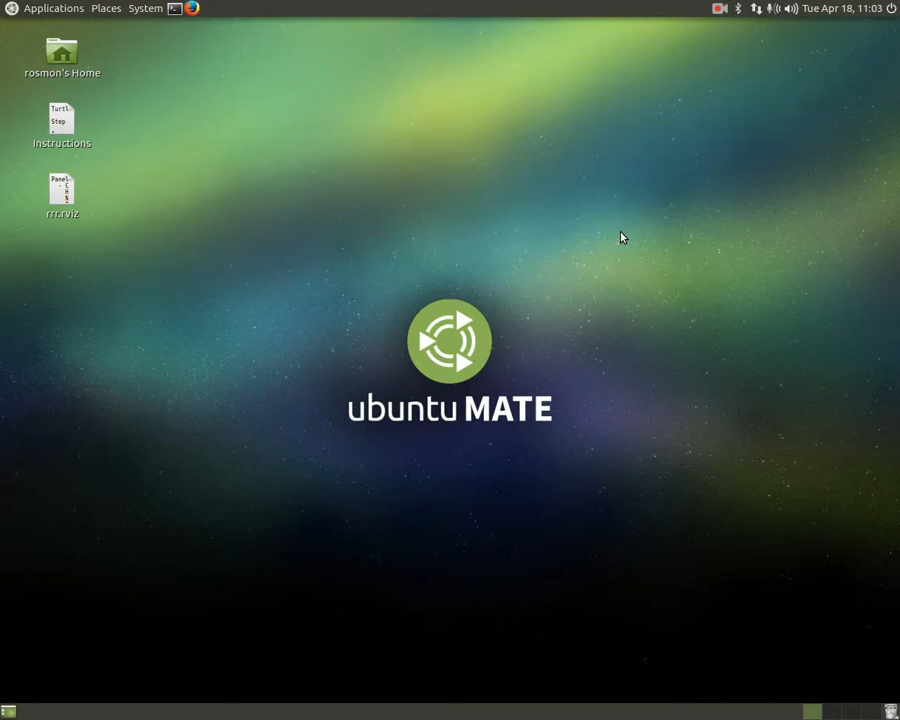 Applications Places System Tue Apr 18, 11:03
rosmon's Home
Turtl
Step
Instructions
Panel
- C
H
N
rrr.rviz
ubuntu MATE